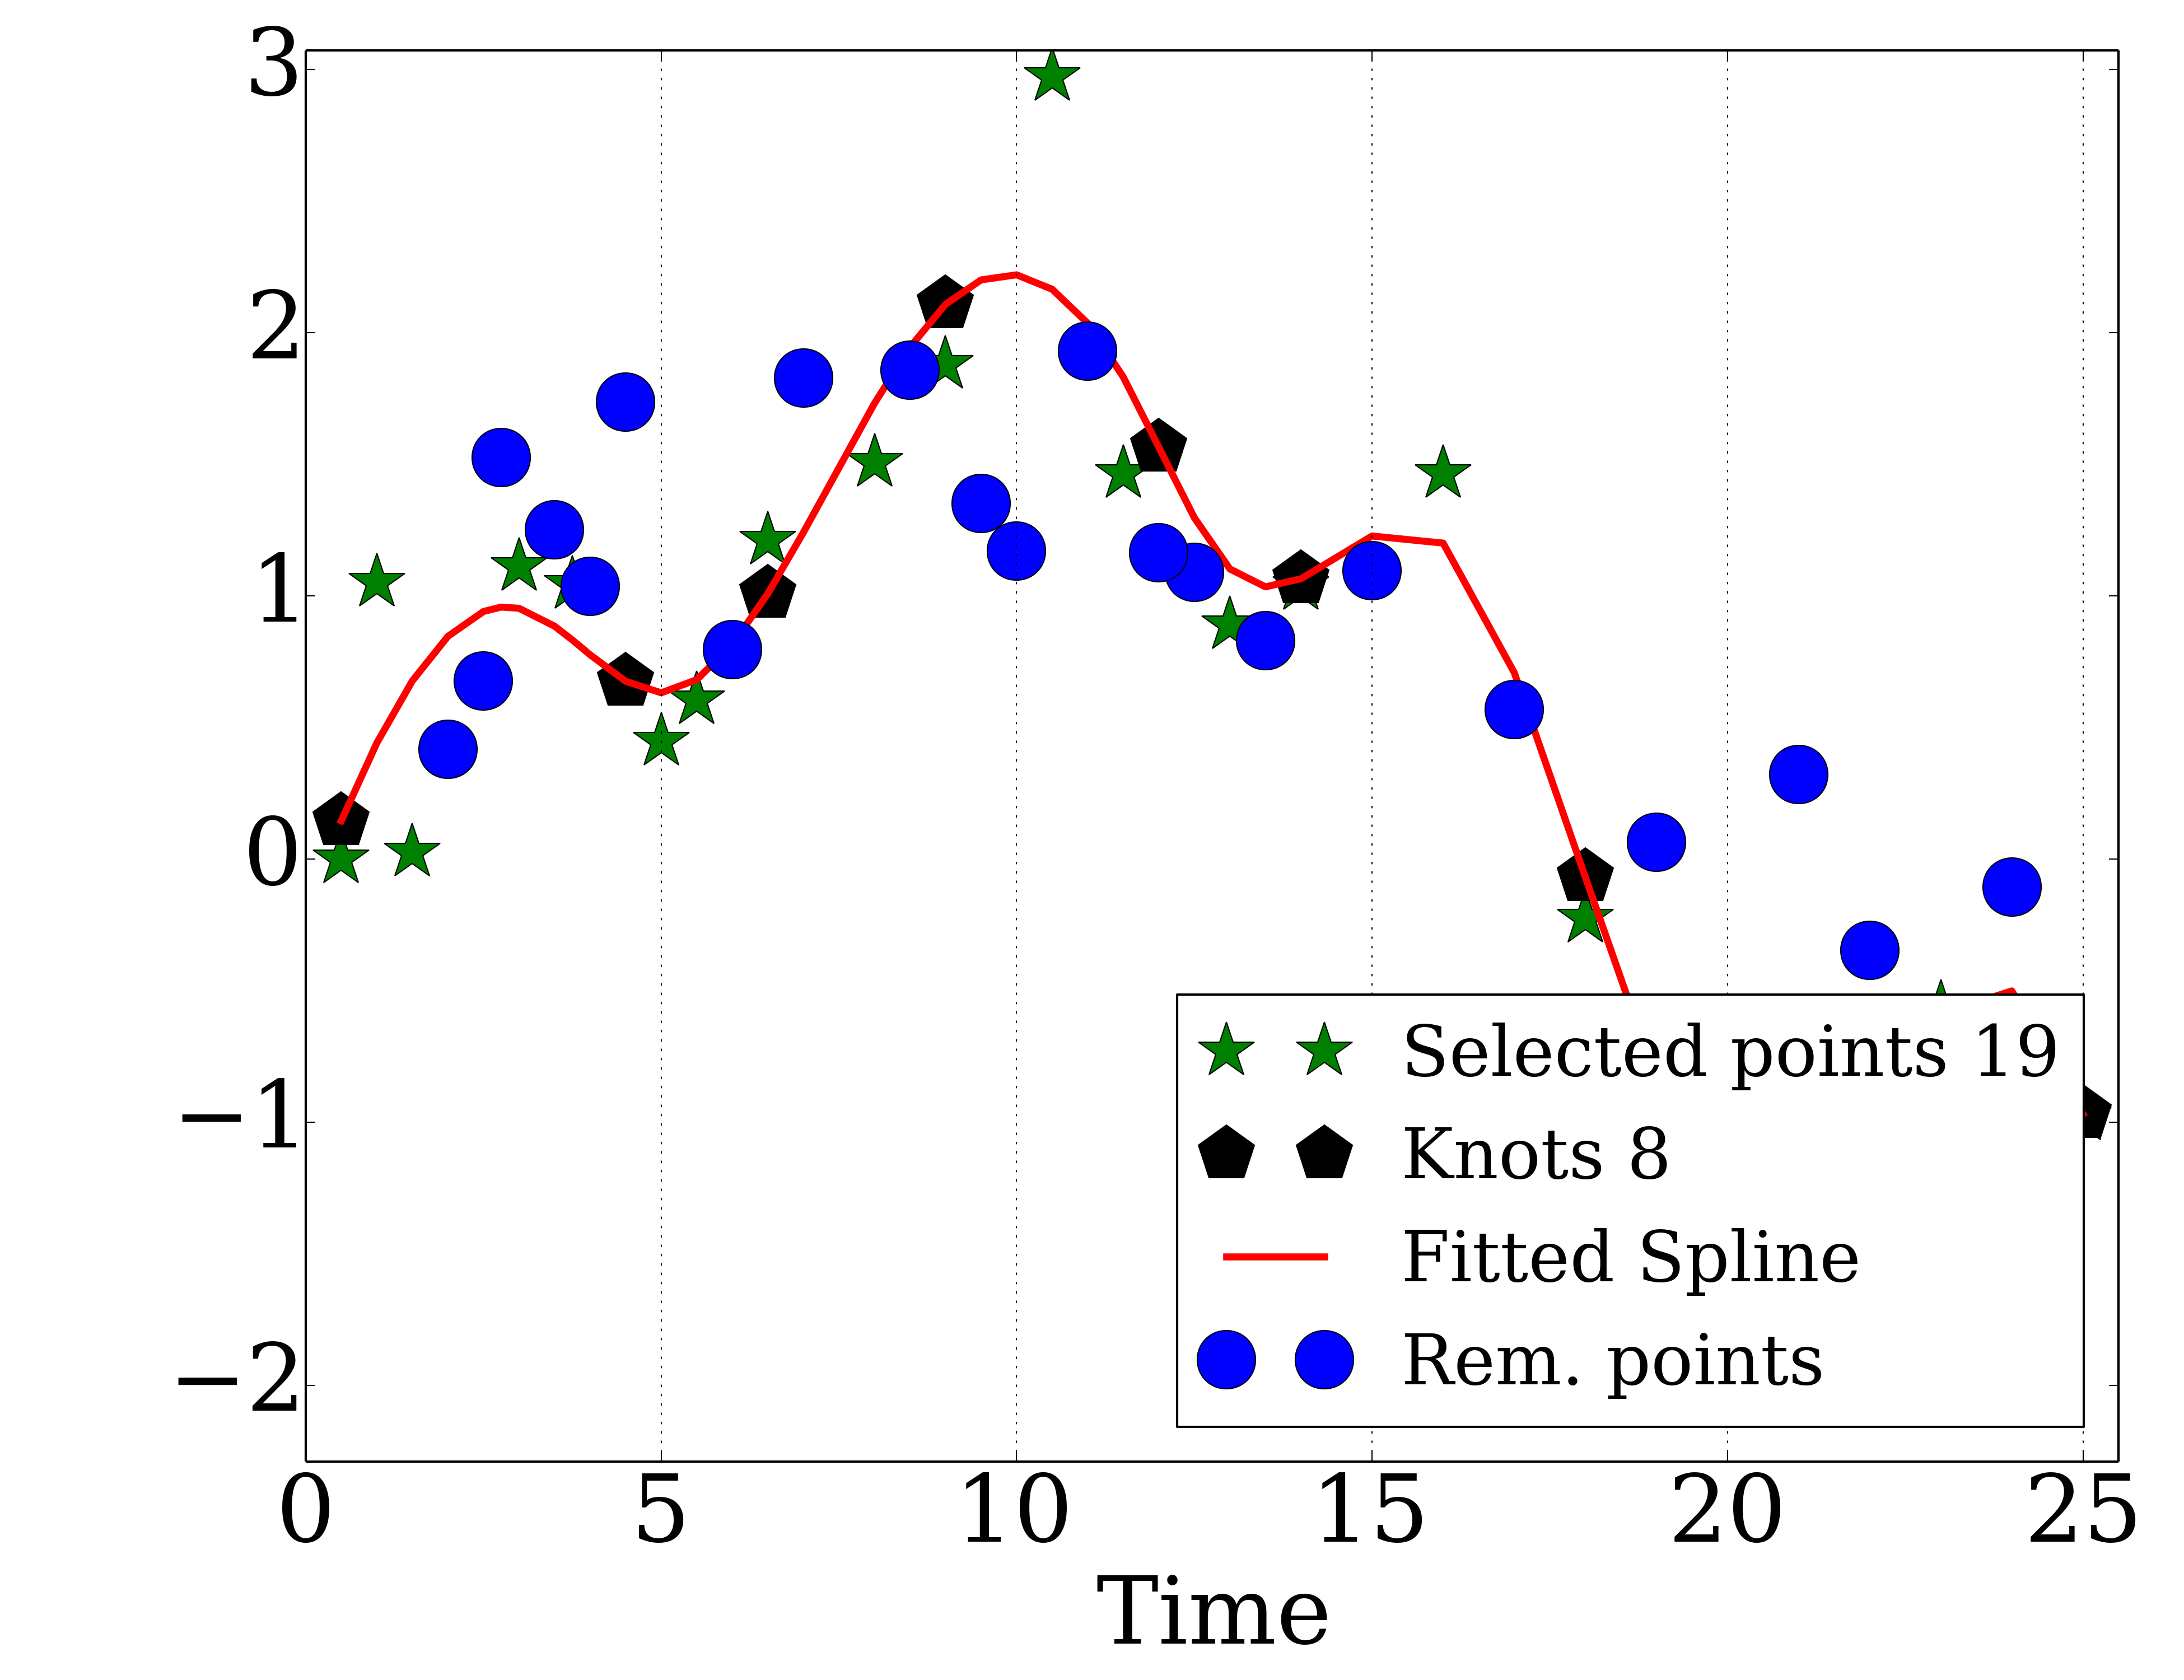 3
2
1
0
−1
−2
Selected points 19
Knots 8
Fitted Spline
Rem. points
0 5 10 15 20 25
Time